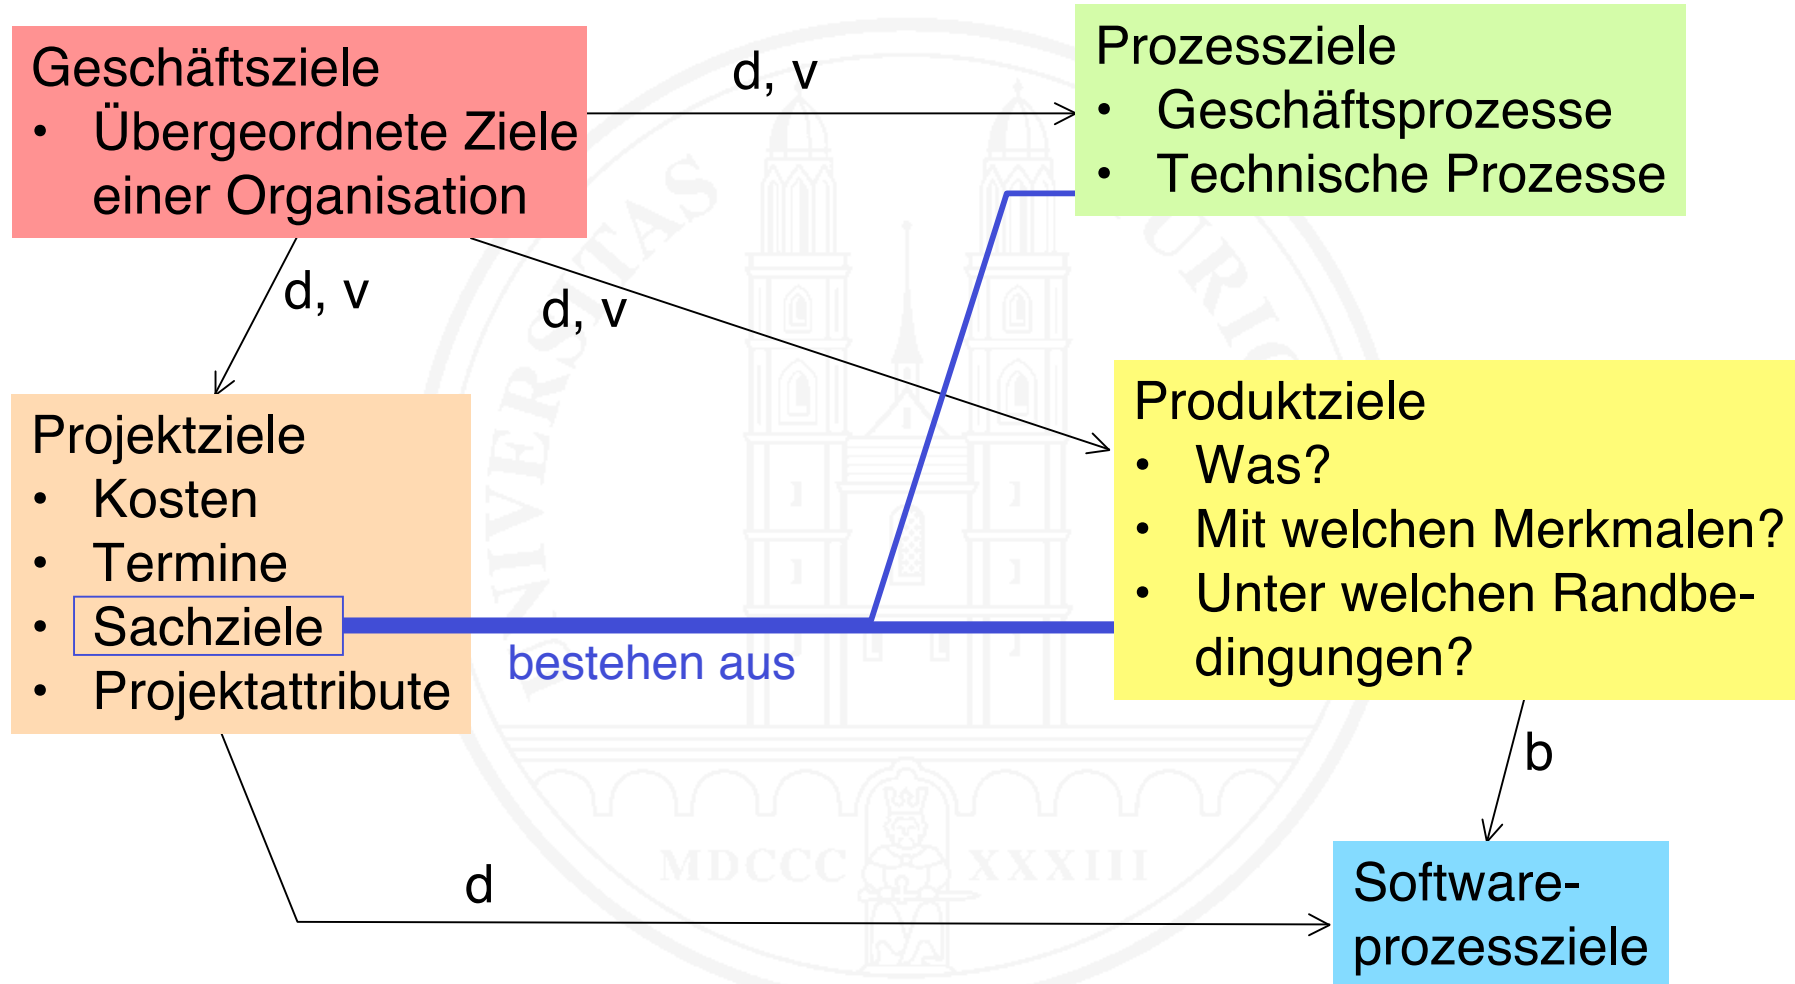 Geschäftsziele
• Übergeordnete Ziele
einer Organisation
d, v
Prozessziele
• Geschäftsprozesse
• Technische Prozesse
d, v
d, v
Projektziele
• Kosten
• Termine
• Sachziele
• Projektattribute
bestehen aus
Produktziele
• Was?
• Mit welchen Merkmalen?
• Unter welchen Randbe-
dingungen?
b
d
Software-
prozessziele
MDCCC XXXIII